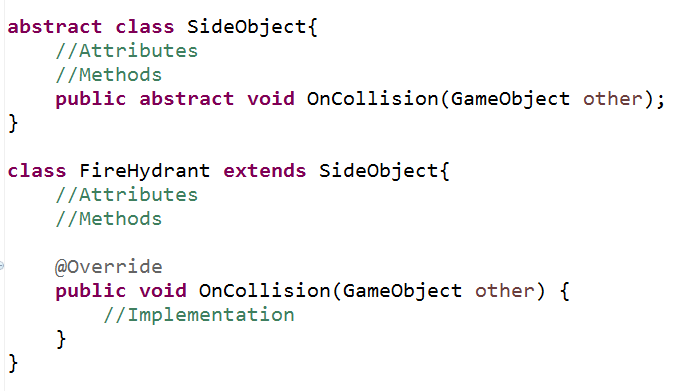 abstract class SideObject{
//Attributes
//Methods
public abstract void OnCollision(GameObject other);
}
class FireHydrant extends SideObject{
//Attributes
//Methods
@Override
public void OnCollision(GameObject other) {
//Implementation
}
}